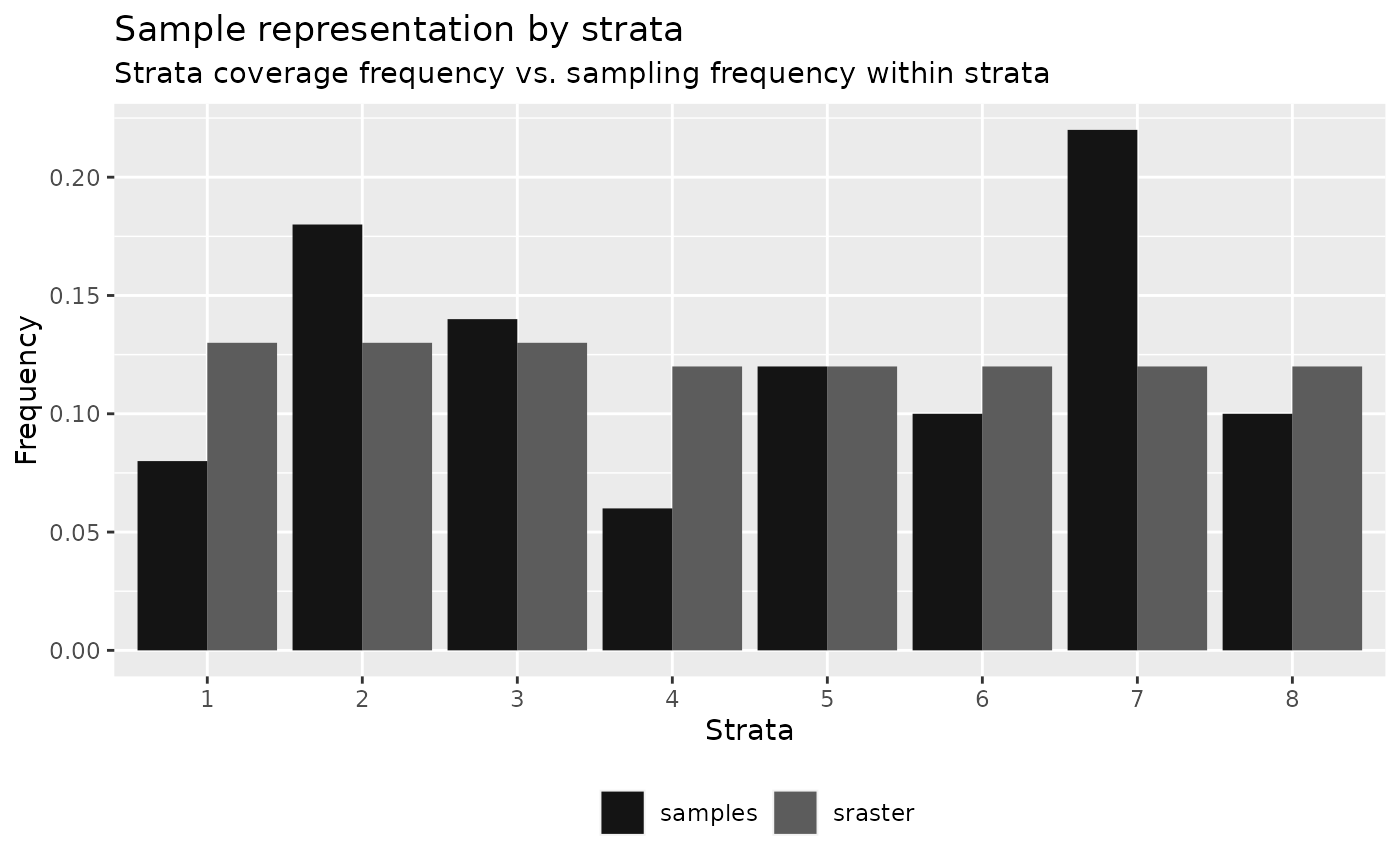 Sample representation by strata
Strata coverage frequency vs. sampling frequency within strata
Frequency
0.20
0.15
0.10
0.05
0.00
1 2 3 4 5 6 7 8
Strata
samples sraster